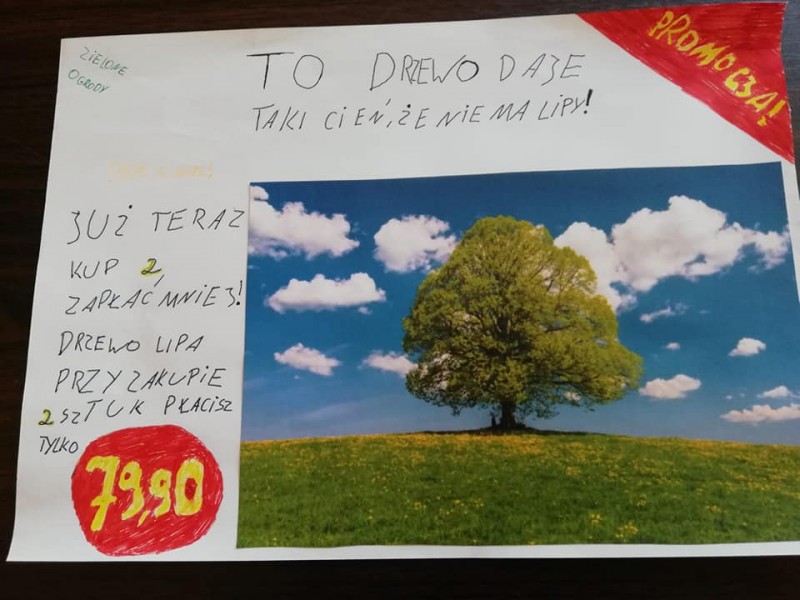 ZIELONE
OGRODY
TO DRZEWO DAJE
TAKI CIEŃ, ŻE NIE MA LIPY!
PROMOCJA!
JUŻ TERAZ
KUP 2,
ZAPŁAĆ MNIEJ!
DRZEWO LIPA
PRZY ZAKUPIE
2 SZTUK PŁACISZ
TYLKO
79,90